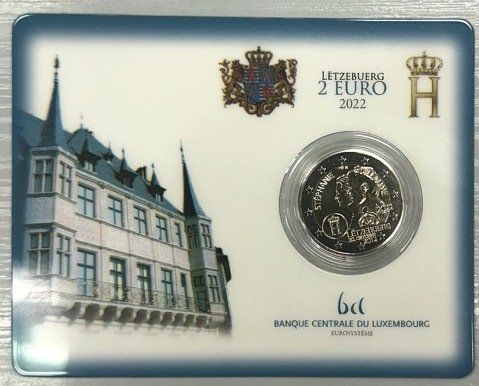 LËTZEBUERG
2 EURO
2022
H
STÉPHANIE GUILLAUME
LËTZEBUERG
bcl
BANQUE CENTRALE DU LUXEMBOURG
EUROSYSTÈME